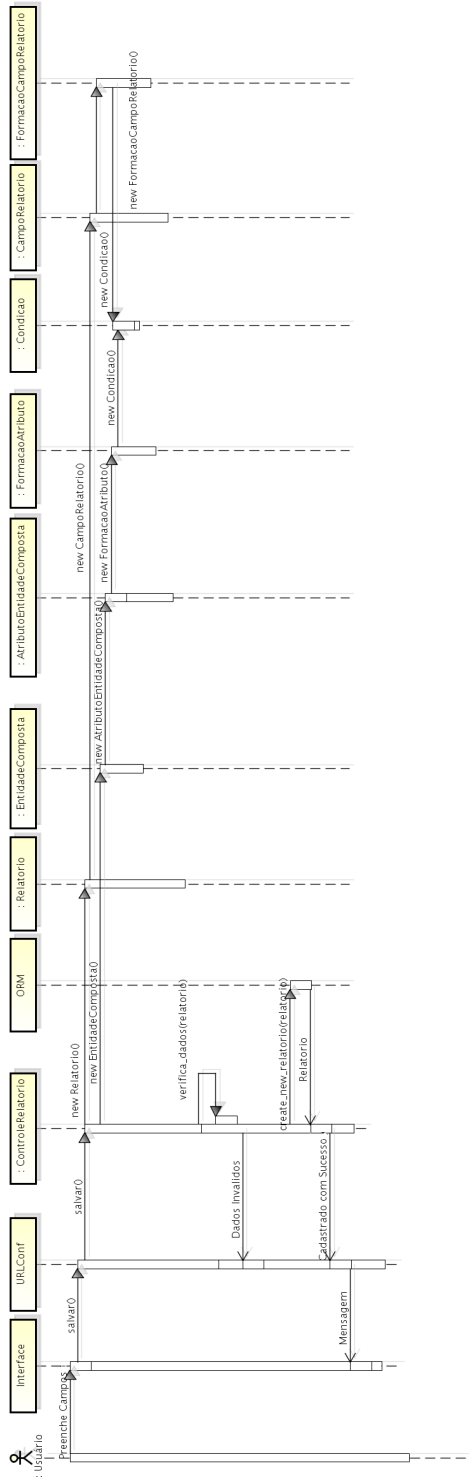 : Usuário
Interface
URLConf
: ControleRelatorio
ORM
: Relatorio
: EntidadeComposta
: AtributoEntidadeComposta
: FormacaoAtributo
: Condicao
: CampoRelatorio
: FormacaoCampoRelatorio
Preenche Campos
salvar()
salvar()
new Relatorio()
new CampoRelatorio()
new FormacaoCampoRelatorio()
new EntidadeComposta()
new AtributoEntidadeComposta()
new FormacaoAtributo()
new Condicao()
new Condicao()
verifica_dados(relatorio)
Dados Invalidos
create_new_relatorio(relatorio)
Relatorio
Cadastrado com Sucesso
Mensagem